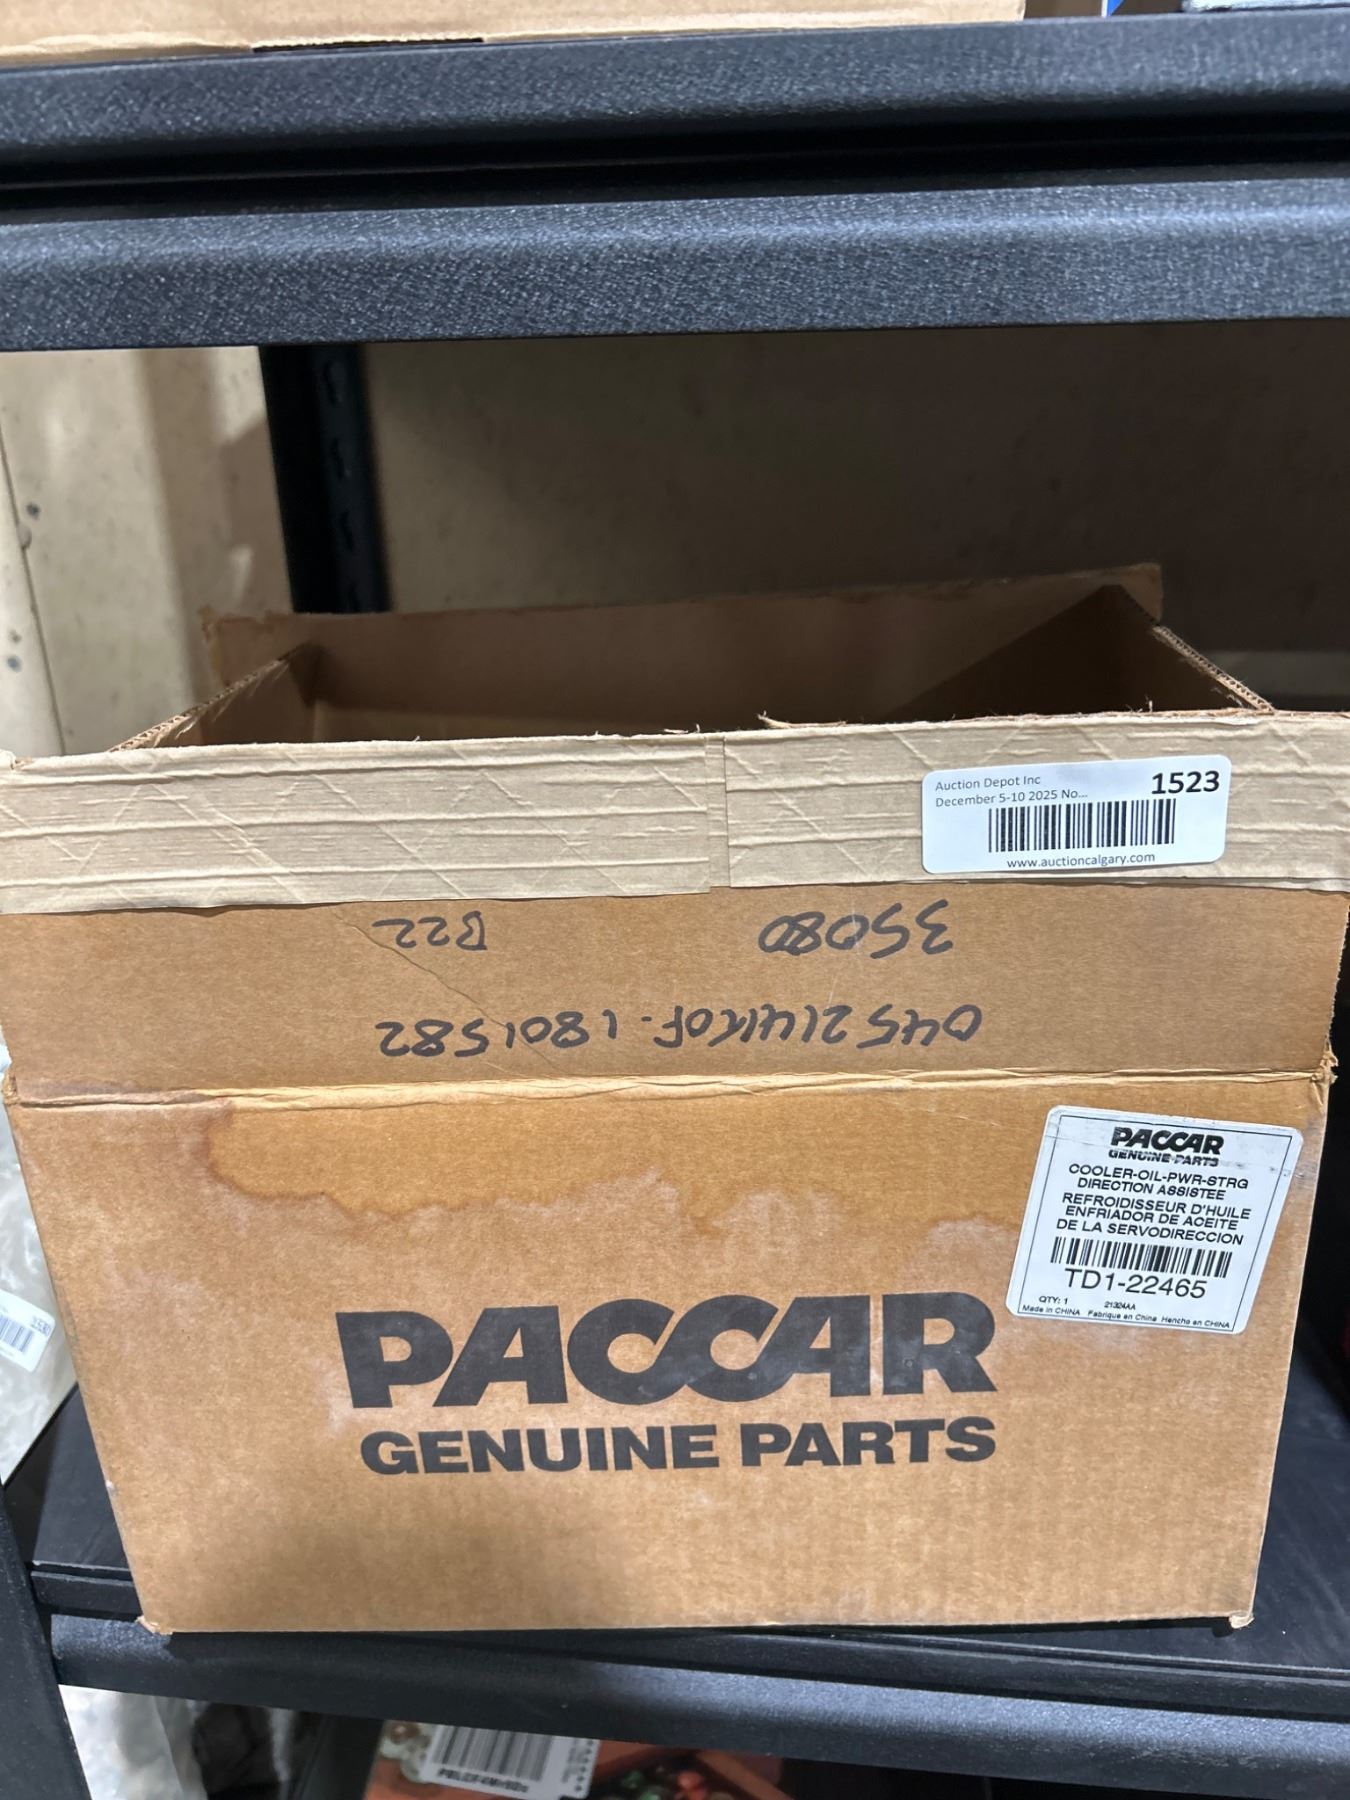 Auction Depot Inc
1523
December 5-10 2025 No...
www.auctioncalgary.com
35080
B22
0452141KOF-1801582
PACCAR
GENUINE PARTS
COOLER-OIL-PWR-STRG
DIRECTION ASSISTEE
REFROIDISSEUR D'HUILE
ENFRIADOR DE ACEITE
DE LA SERVODIRECCION
TD1-22465
QTY: 1
21324AA
Made in CHINA Fabrique en Chine Hencho en CHINA
PACCAR
GENUINE PARTS